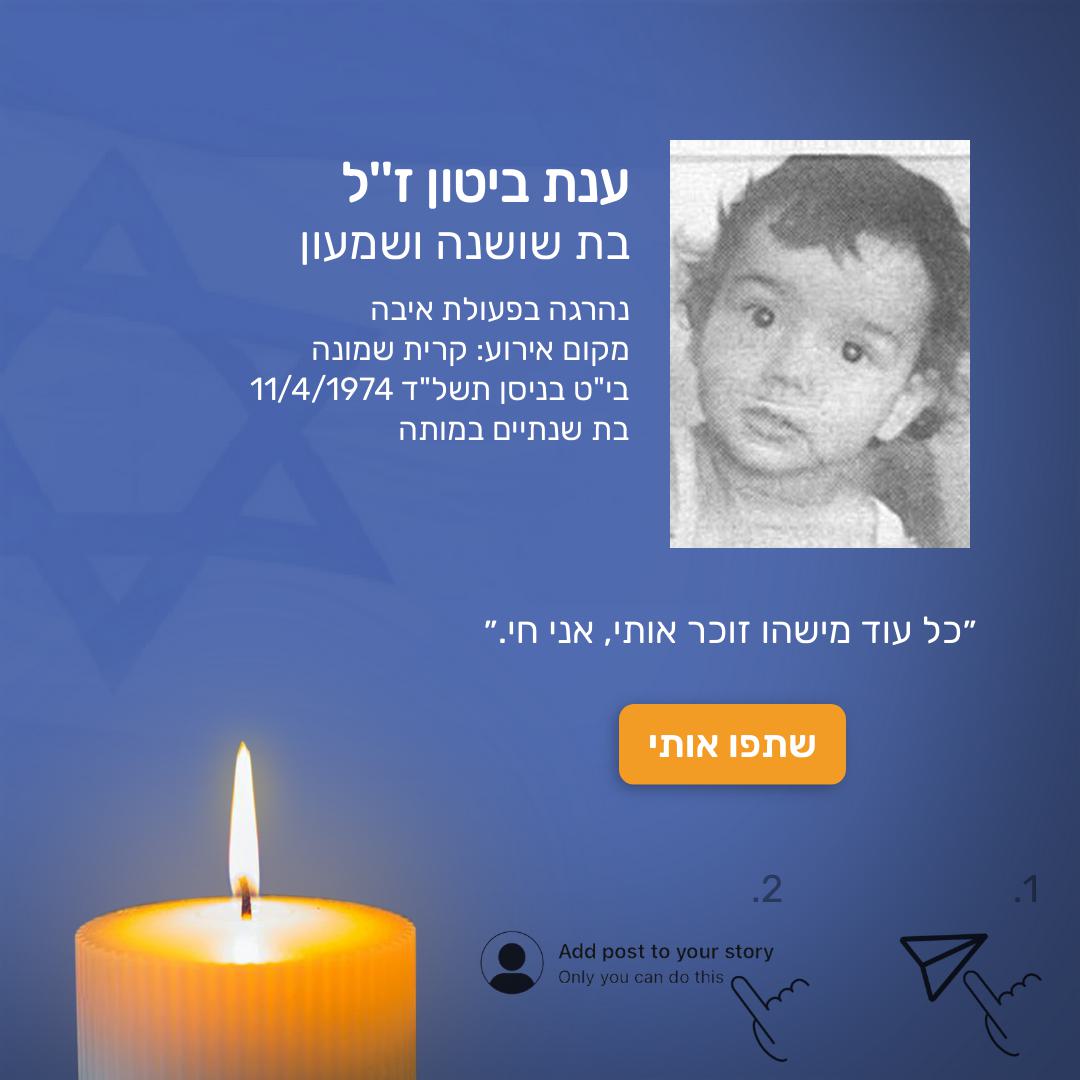 ענת ביטון ז"ל
בת שושנה ושמעון
נהרגה בפעולת איבה
מקום אירוע: קרית שמונה
בי"ט בניסן תשל"ד 11/4/1974
בת שנתיים במותה
״כל עוד מישהו זוכר אותי, אני חי.״
שתפו אותי
.1
.2
Add post to your story
Only you can do this